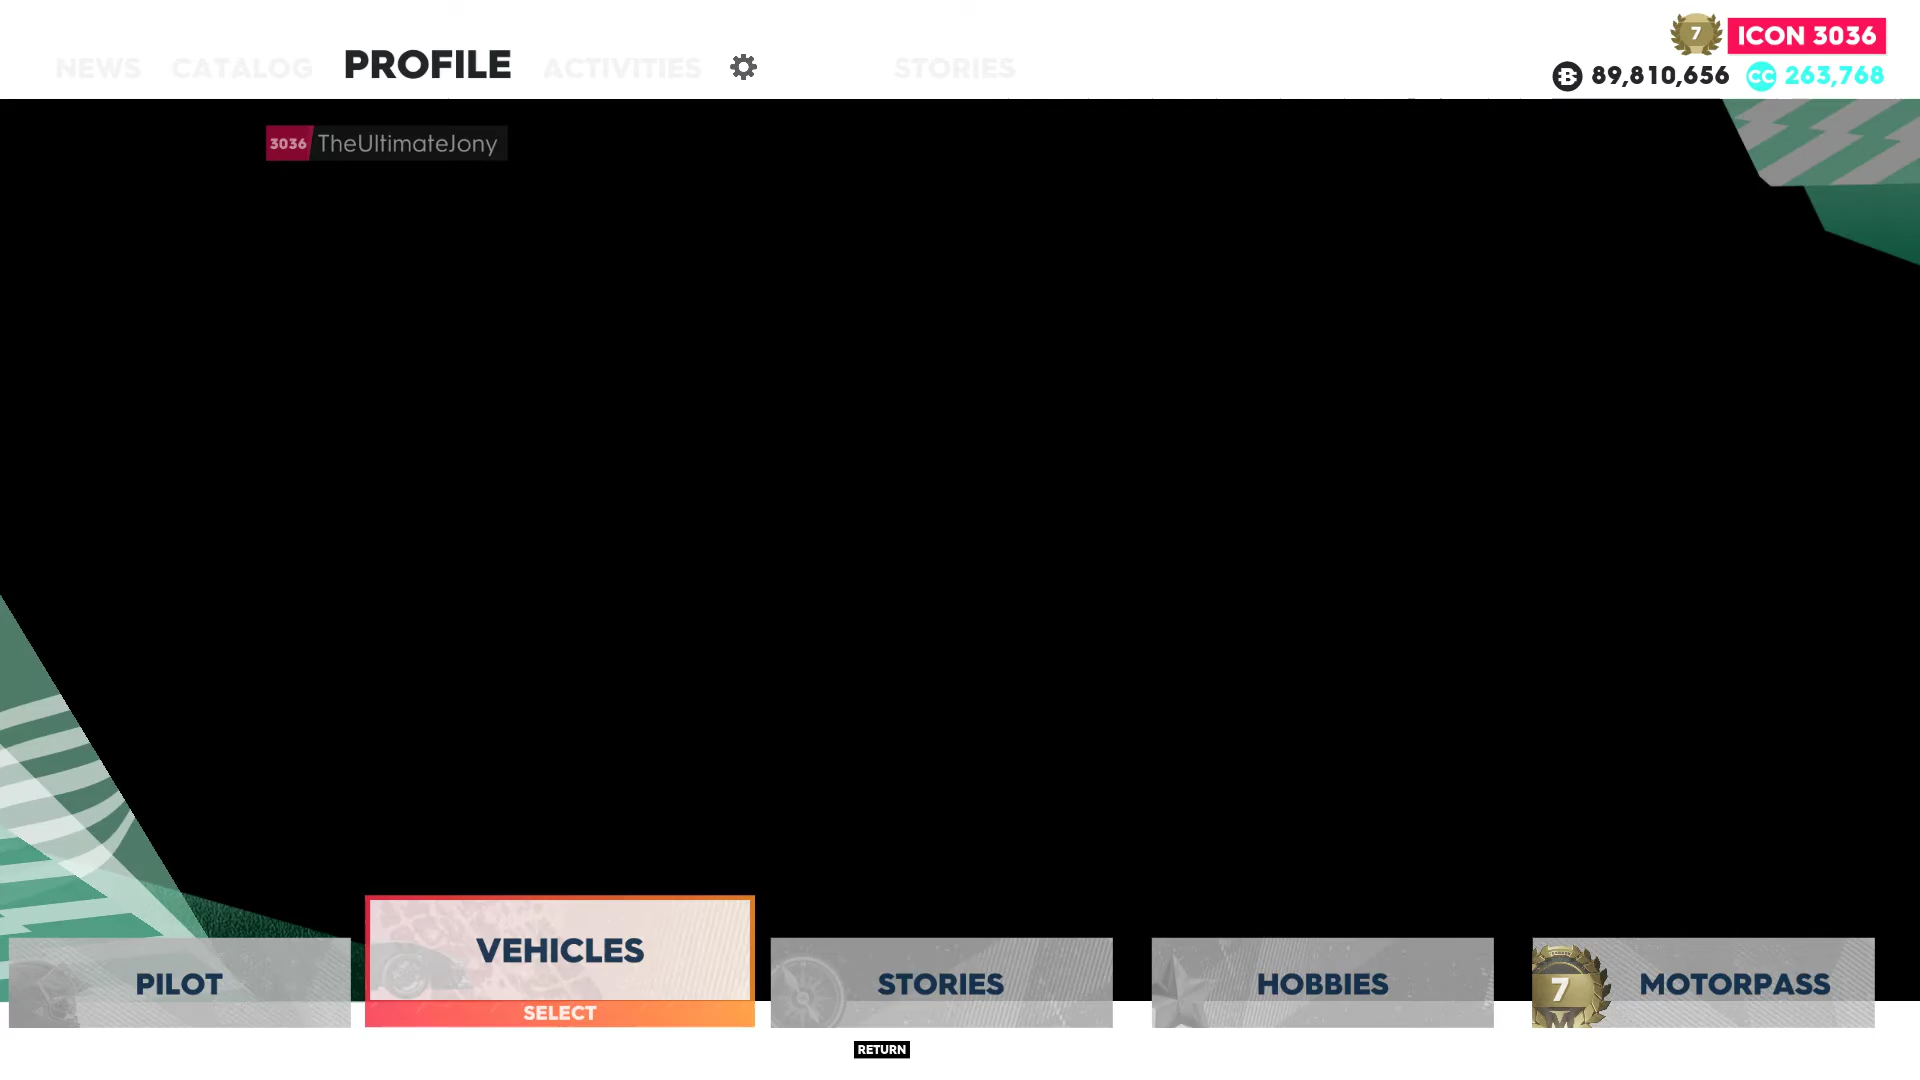 NEWS CATALOG PROFILE ACTIVITIES STORIES
7 ICON 3036
89,810,656 CC 263,768
3036 TheUltimateJony
PILOT
VEHICLES
SELECT
STORIES
HOBBIES
7
M
MOTORPASS
RETURN